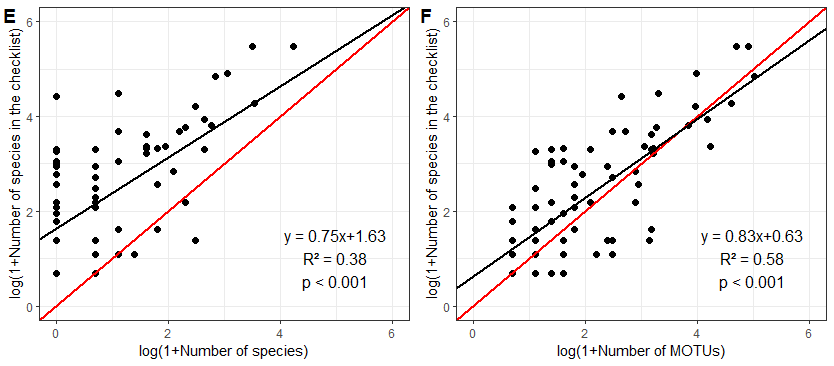 E
log(1+Number of species in the checklist)
6
4
2
0
y = 0.75x+1.63
R² = 0.38
p < 0.001
0
2
4
6
log(1+Number of species)
F
log(1+Number of species in the checklist)
6
4
2
0
y = 0.83x+0.63
R² = 0.58
p < 0.001
0
2
4
6
log(1+Number of MOTUs)